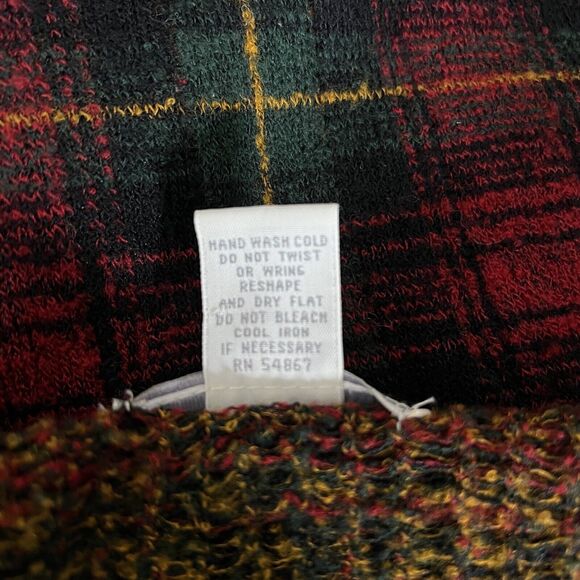 HAND WASH COLD
DO NOT TWIST
OR WRING
RESHAPE
AND DRY FLAT
DO NOT BLEACH
COOL IRON
IF NECESSARY
RN 54867